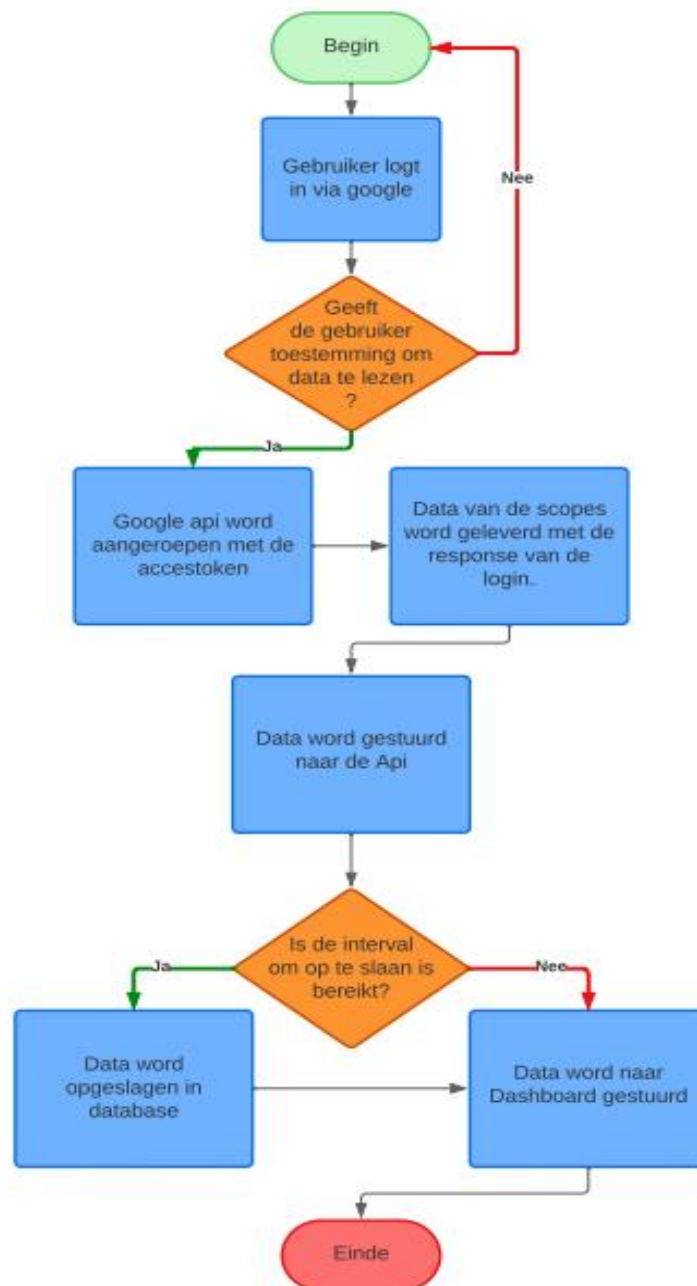 Begin
Nee
Gebruiker logt
in via google
Geeft
de gebruiker
toestemming om
data te lezen
?
Ja
Google api word
aangeroepen met de
accestoken
Data van de scopes
word geleverd met de
response van de
login.
Data word gestuurd
naar de Api
Is de interval
om op te slaan is
bereikt?
Ja
Nee
Data word
opgeslagen in
database
Data word naar
Dashboard gestuurd
Einde